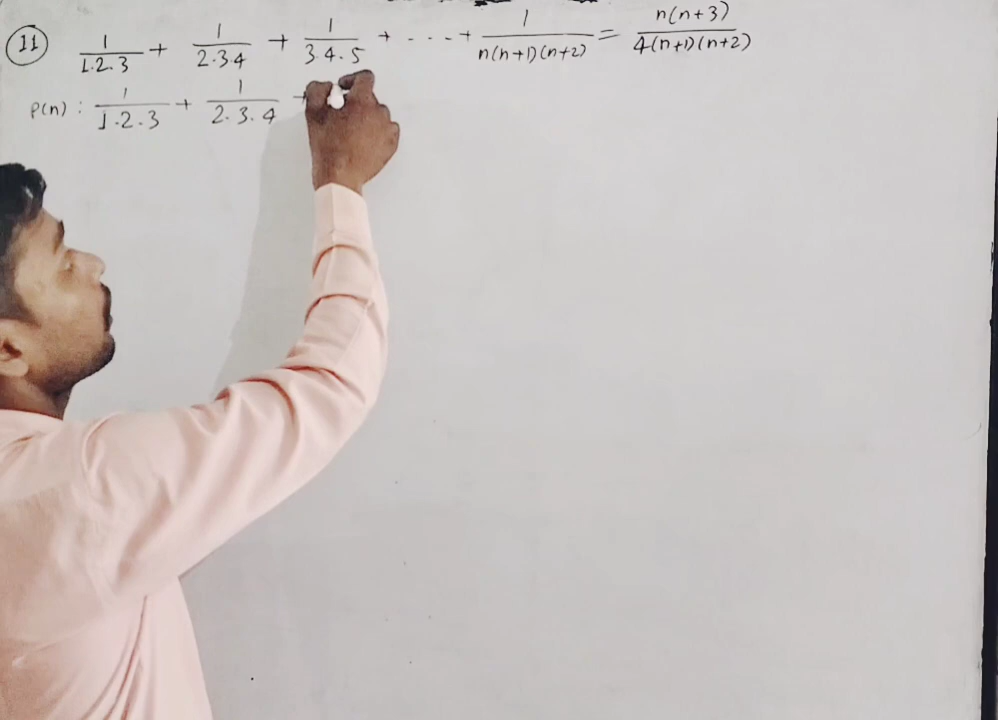 (11) 1/1.2.3 + 1/2.3.4 + 1/3.4.5 + ....+ 1/n(n+1)(n+2) = n(n+3)/4(n+1)(n+2)
P(n) : 1/1.2.3 + 1/2.3.4 +